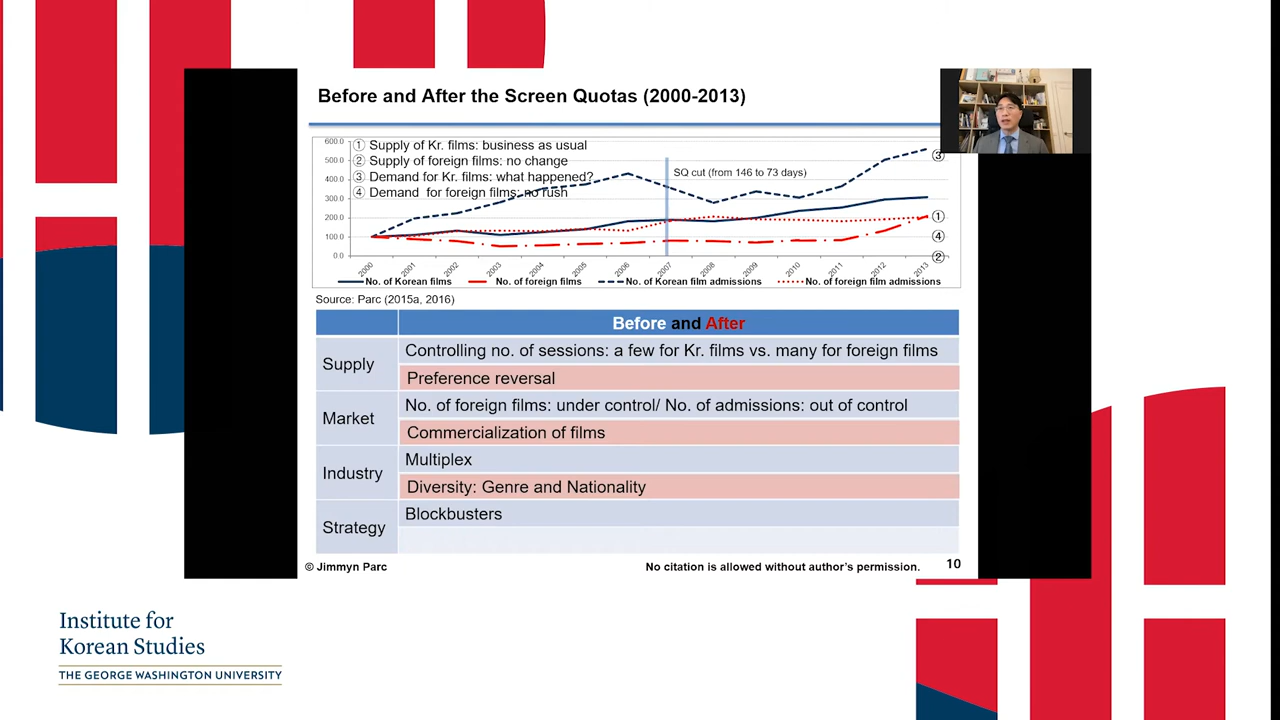 Before and After the Screen Quotas (2000-2013)
600.0
500.0
400.0
300.0
200.0
100.0
0.0
① Supply of Kr. films: business as usual
② Supply of foreign films: no change
③ Demand for Kr. films: what happened?
④ Demand for foreign films: no rush
SQ cut (from 146 to 73 days)
③
①
④
②
2000 2001 2002 2003 2004 2005 2006 2007 2008 2009 2010 2011 2012 2013
No. of Korean films No. of foreign films No. of Korean film admissions No. of foreign film admissions
Source: Parc (2015a, 2016)
Before and After
Supply
Controlling no. of sessions: a few for Kr. films vs. many for foreign films
Preference reversal
Market
No. of foreign films: under control/ No. of admissions: out of control
Commercialization of films
Industry
Multiplex
Diversity: Genre and Nationality
Strategy
Blockbusters
© Jimmyn Parc
No citation is allowed without author's permission.
10
Institute for
Korean Studies
THE GEORGE WASHINGTON UNIVERSITY